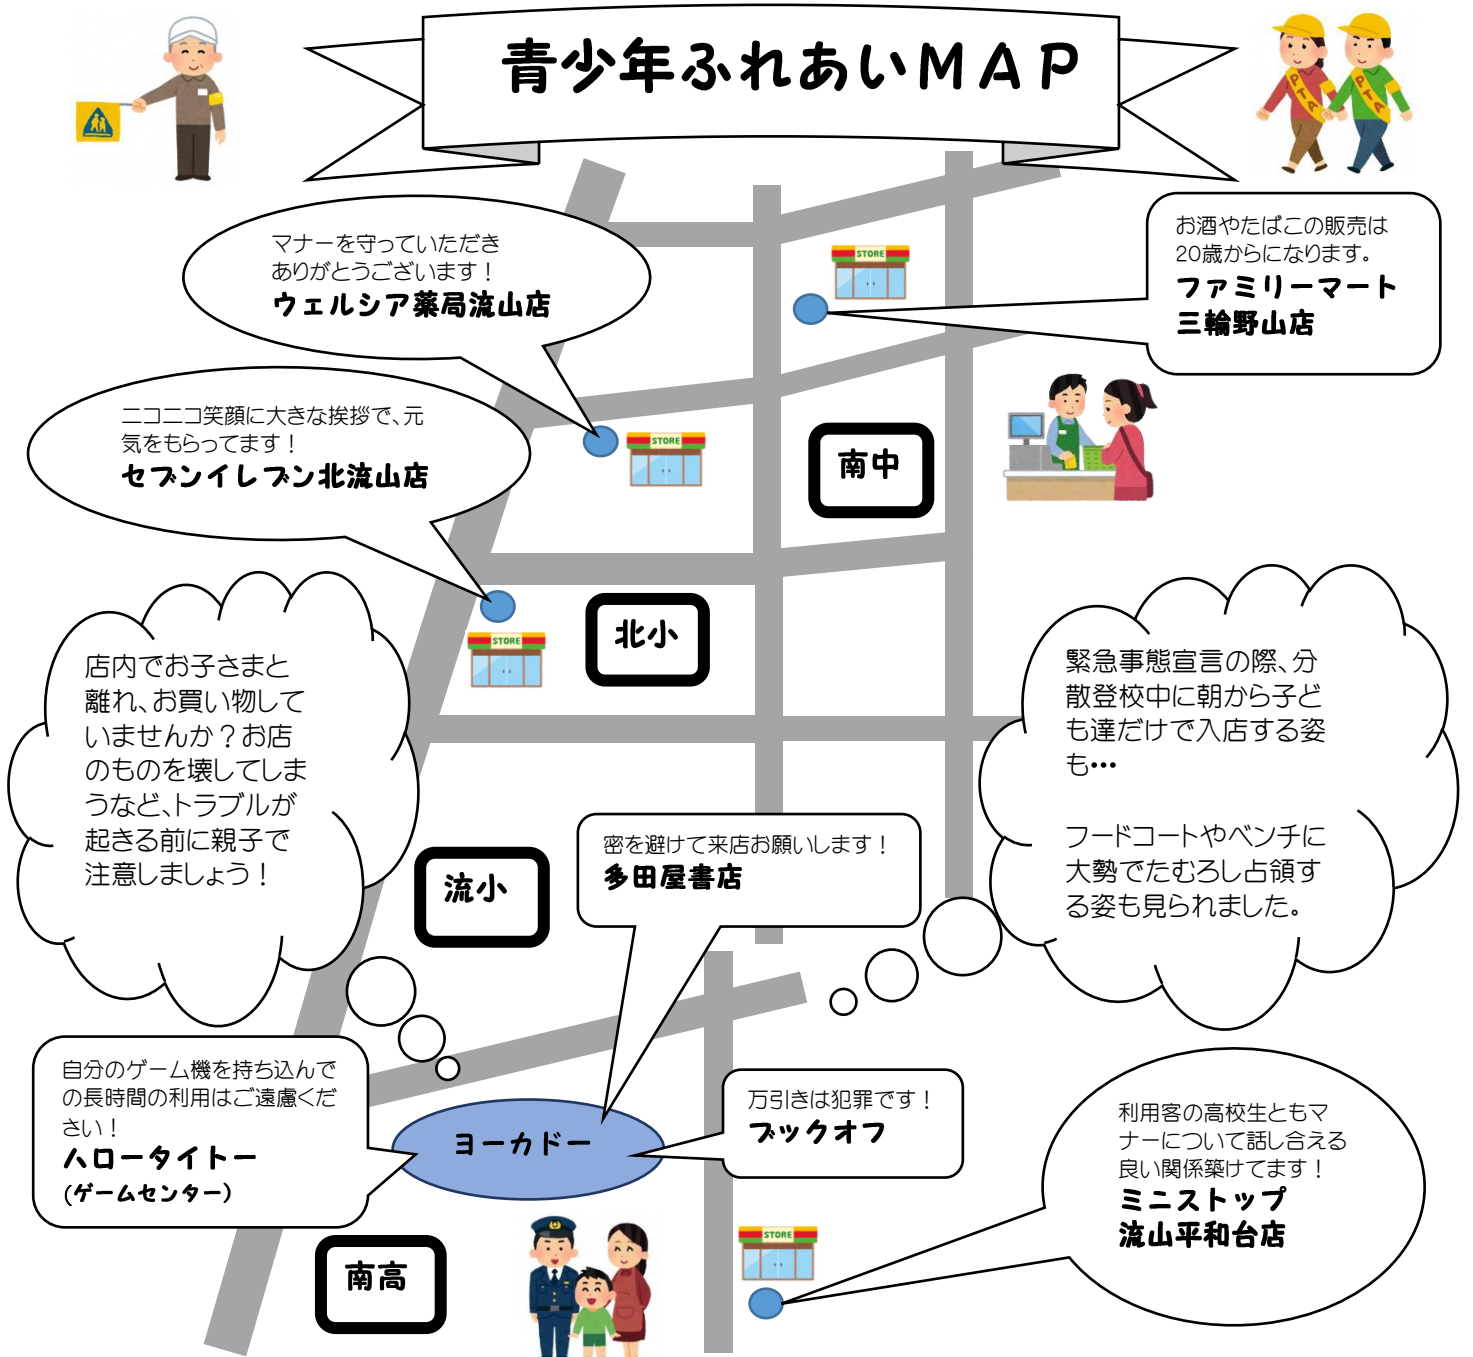 青少年ふれあいMAP
PTA
PTA
マナーを守っていただき
ありがとうございます！
ウェルシア薬局流山店
お酒やたばこの販売は
20歳からになります。
ファミリーマート
三輪野山店
STORE
ニコニコ笑顔に大きな挨拶で、元
気をもらってます！
セブンイレブン北流山店
STORE
南中
STORE
北小
店内でお子さまと
離れ、お買い物して
いませんか？お店
のものを壊してしま
うなど、トラブルが
起きる前に親子で
注意しましょう！
緊急事態宣言の際、分
散登校中に朝から子ど
も達だけで入店する姿
も…
フードコートやベンチに
大勢でたむろし占領す
る姿も見られました。
流小
密を避けて来店お願いします！
多田屋書店
自分のゲーム機を持ち込んで
の長時間の利用はご遠慮くだ
さい！
ハロータイトー
(ゲームセンター)
ヨーカドー
万引きは犯罪です！
ブックオフ
利用客の高校生ともマ
ナーについて話し合える
良い関係築けてます！
ミニストップ
流山平和台店
STORE
南高